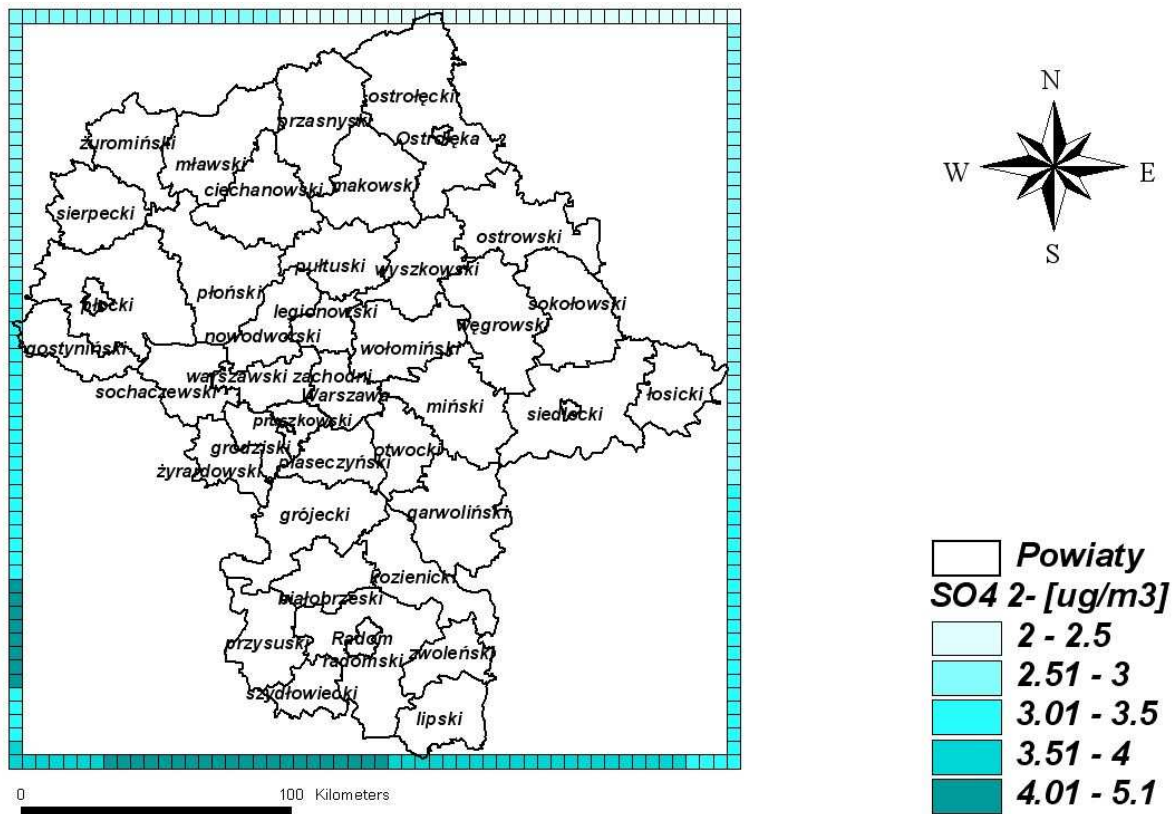 ostrołęcki
przasnyski
Ostrołęka
żuromiński
mławski
ciechanowski
makowski
sierpecki
ostrowski
pułtuski
wyszkowski
płoński
płocki
sokołowski
legionowski
węgrowski
nowodworski
wołomiński
gostyniński
warszawski zachodni
sochaczewski
Warszawa
łosicki
miński
siedlecki
pruszkowski
grodziski
otwocki
piaseczyński
żyrardowski
grójecki
garwoliński
kozienicki
białobrzeski
Radom
przysuski
zwoleński
radomski
szydłowiecki
lipski
N
W
E
S
Powiaty
SO4 2- [ug/m3]
2 - 2.5
2.51 - 3
3.01 - 3.5
3.51 - 4
4.01 - 5.1
0
100 Kilometers